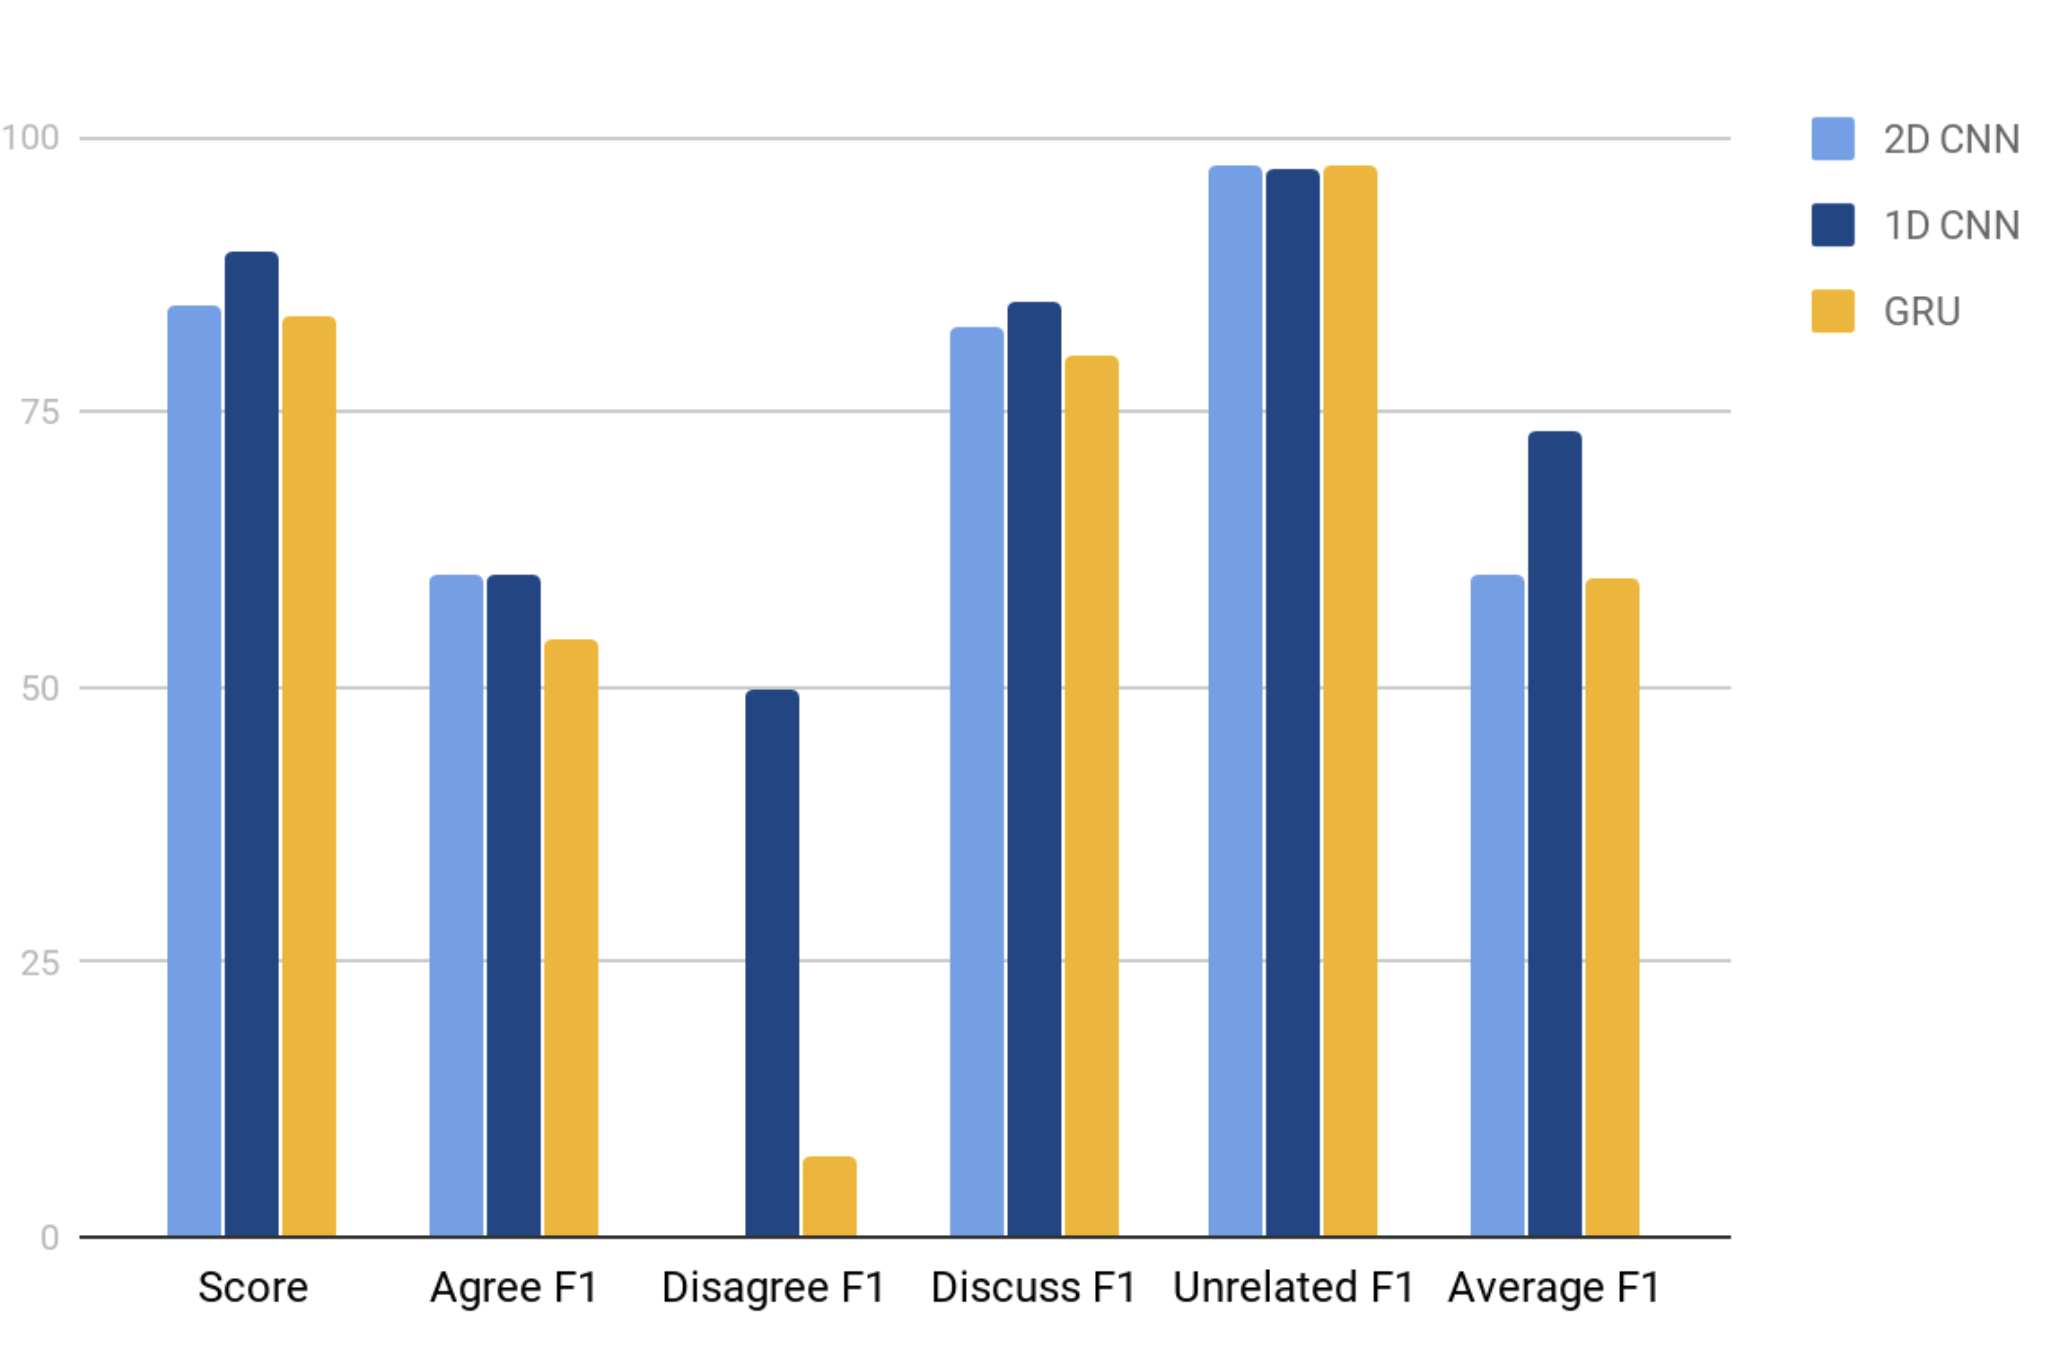 100
75
50
25
0
Score
Agree F1
Disagree F1
Discuss F1
Unrelated F1
Average F1
2D CNN
1D CNN
GRU